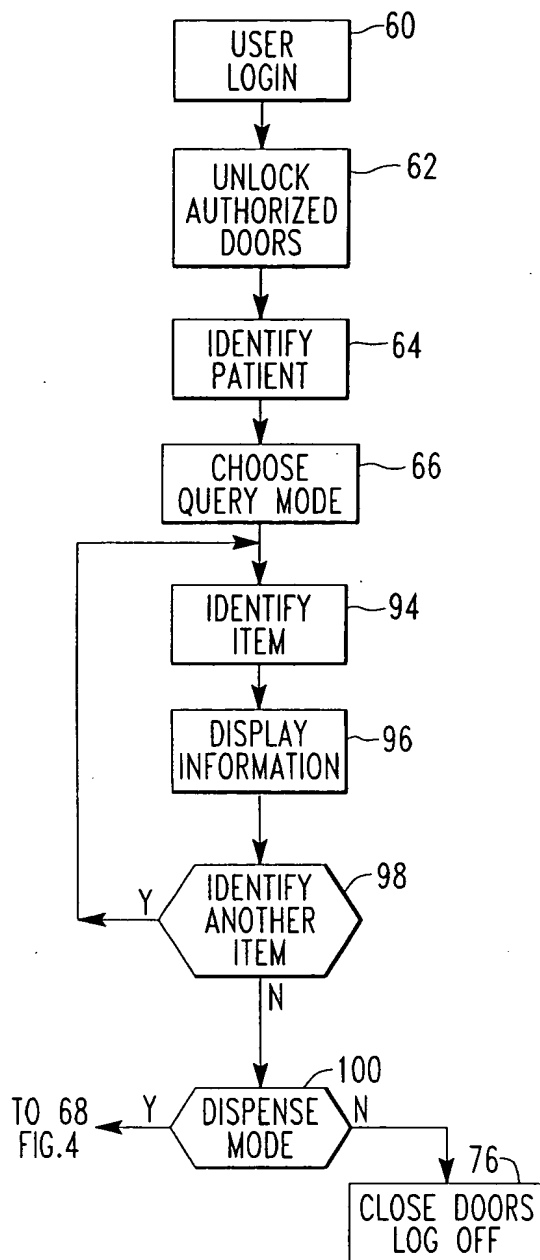 USER
LOGIN
60
UNLOCK
AUTHORIZED
DOORS
62
IDENTIFY
PATIENT
64
CHOOSE
QUERY MODE
66
IDENTIFY
ITEM
94
DISPLAY
INFORMATION
96
IDENTIFY
ANOTHER
ITEM
98
Y
N
DISPENSE
MODE
100
Y
TO 68
FIG.4
N
76
CLOSE DOORS
LOG OFF